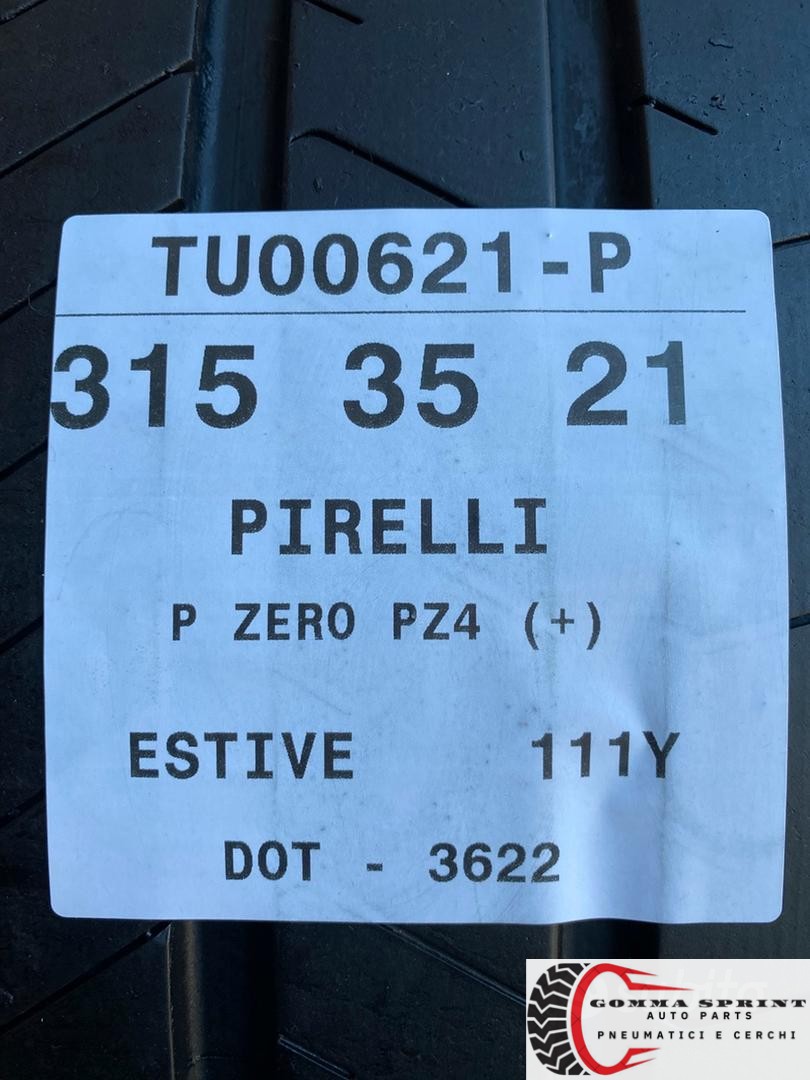 TU00621-P
315 35 21
PIRELLI
P ZERO PZ4 (+)
ESTIVE 111Y
DOT - 3622
GOMMA SPRINT
AUTO PARTS
PNEUMATICI E CERCHI